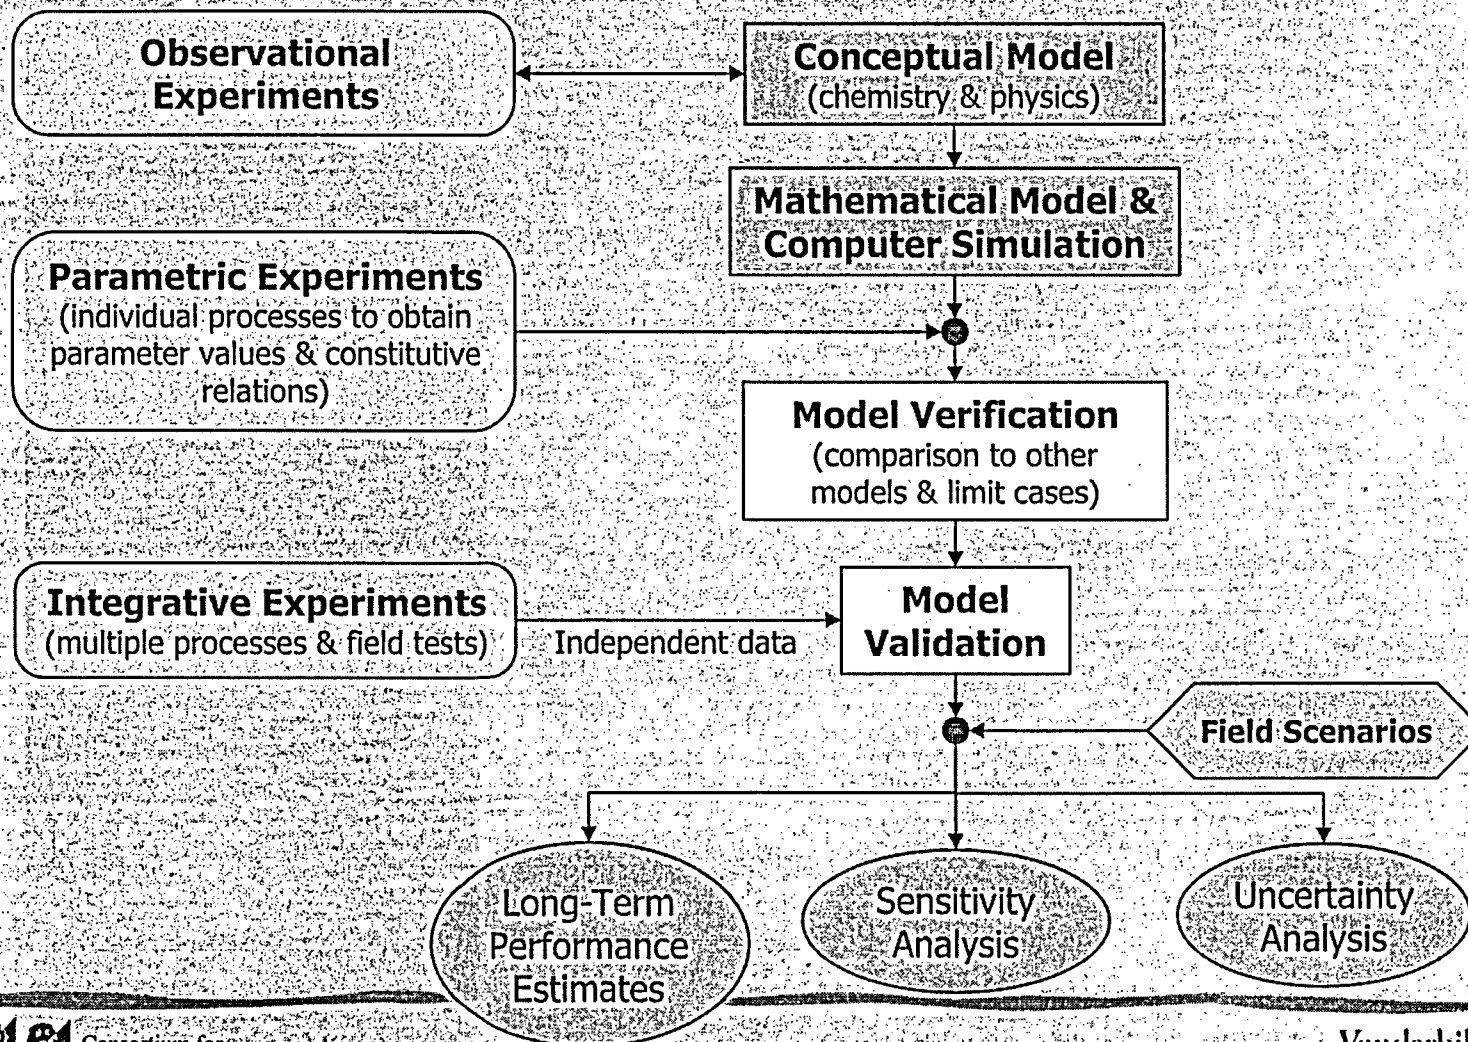 Observational
Experiments
Conceptual Model
(chemistry & physics)
Mathematical Model &
Computer Simulation
Parametric Experiments
(individual processes to obtain
parameter values & constitutive
relations)
Model Verification
(comparison to other
models & limit cases)
Integrative Experiments
(multiple processes & field tests)
Independent data
Model
Validation
Field Scenarios
Long-Term
Performance
Estimates
Sensitivity
Analysis
Uncertainty
Analysis
Consortium for